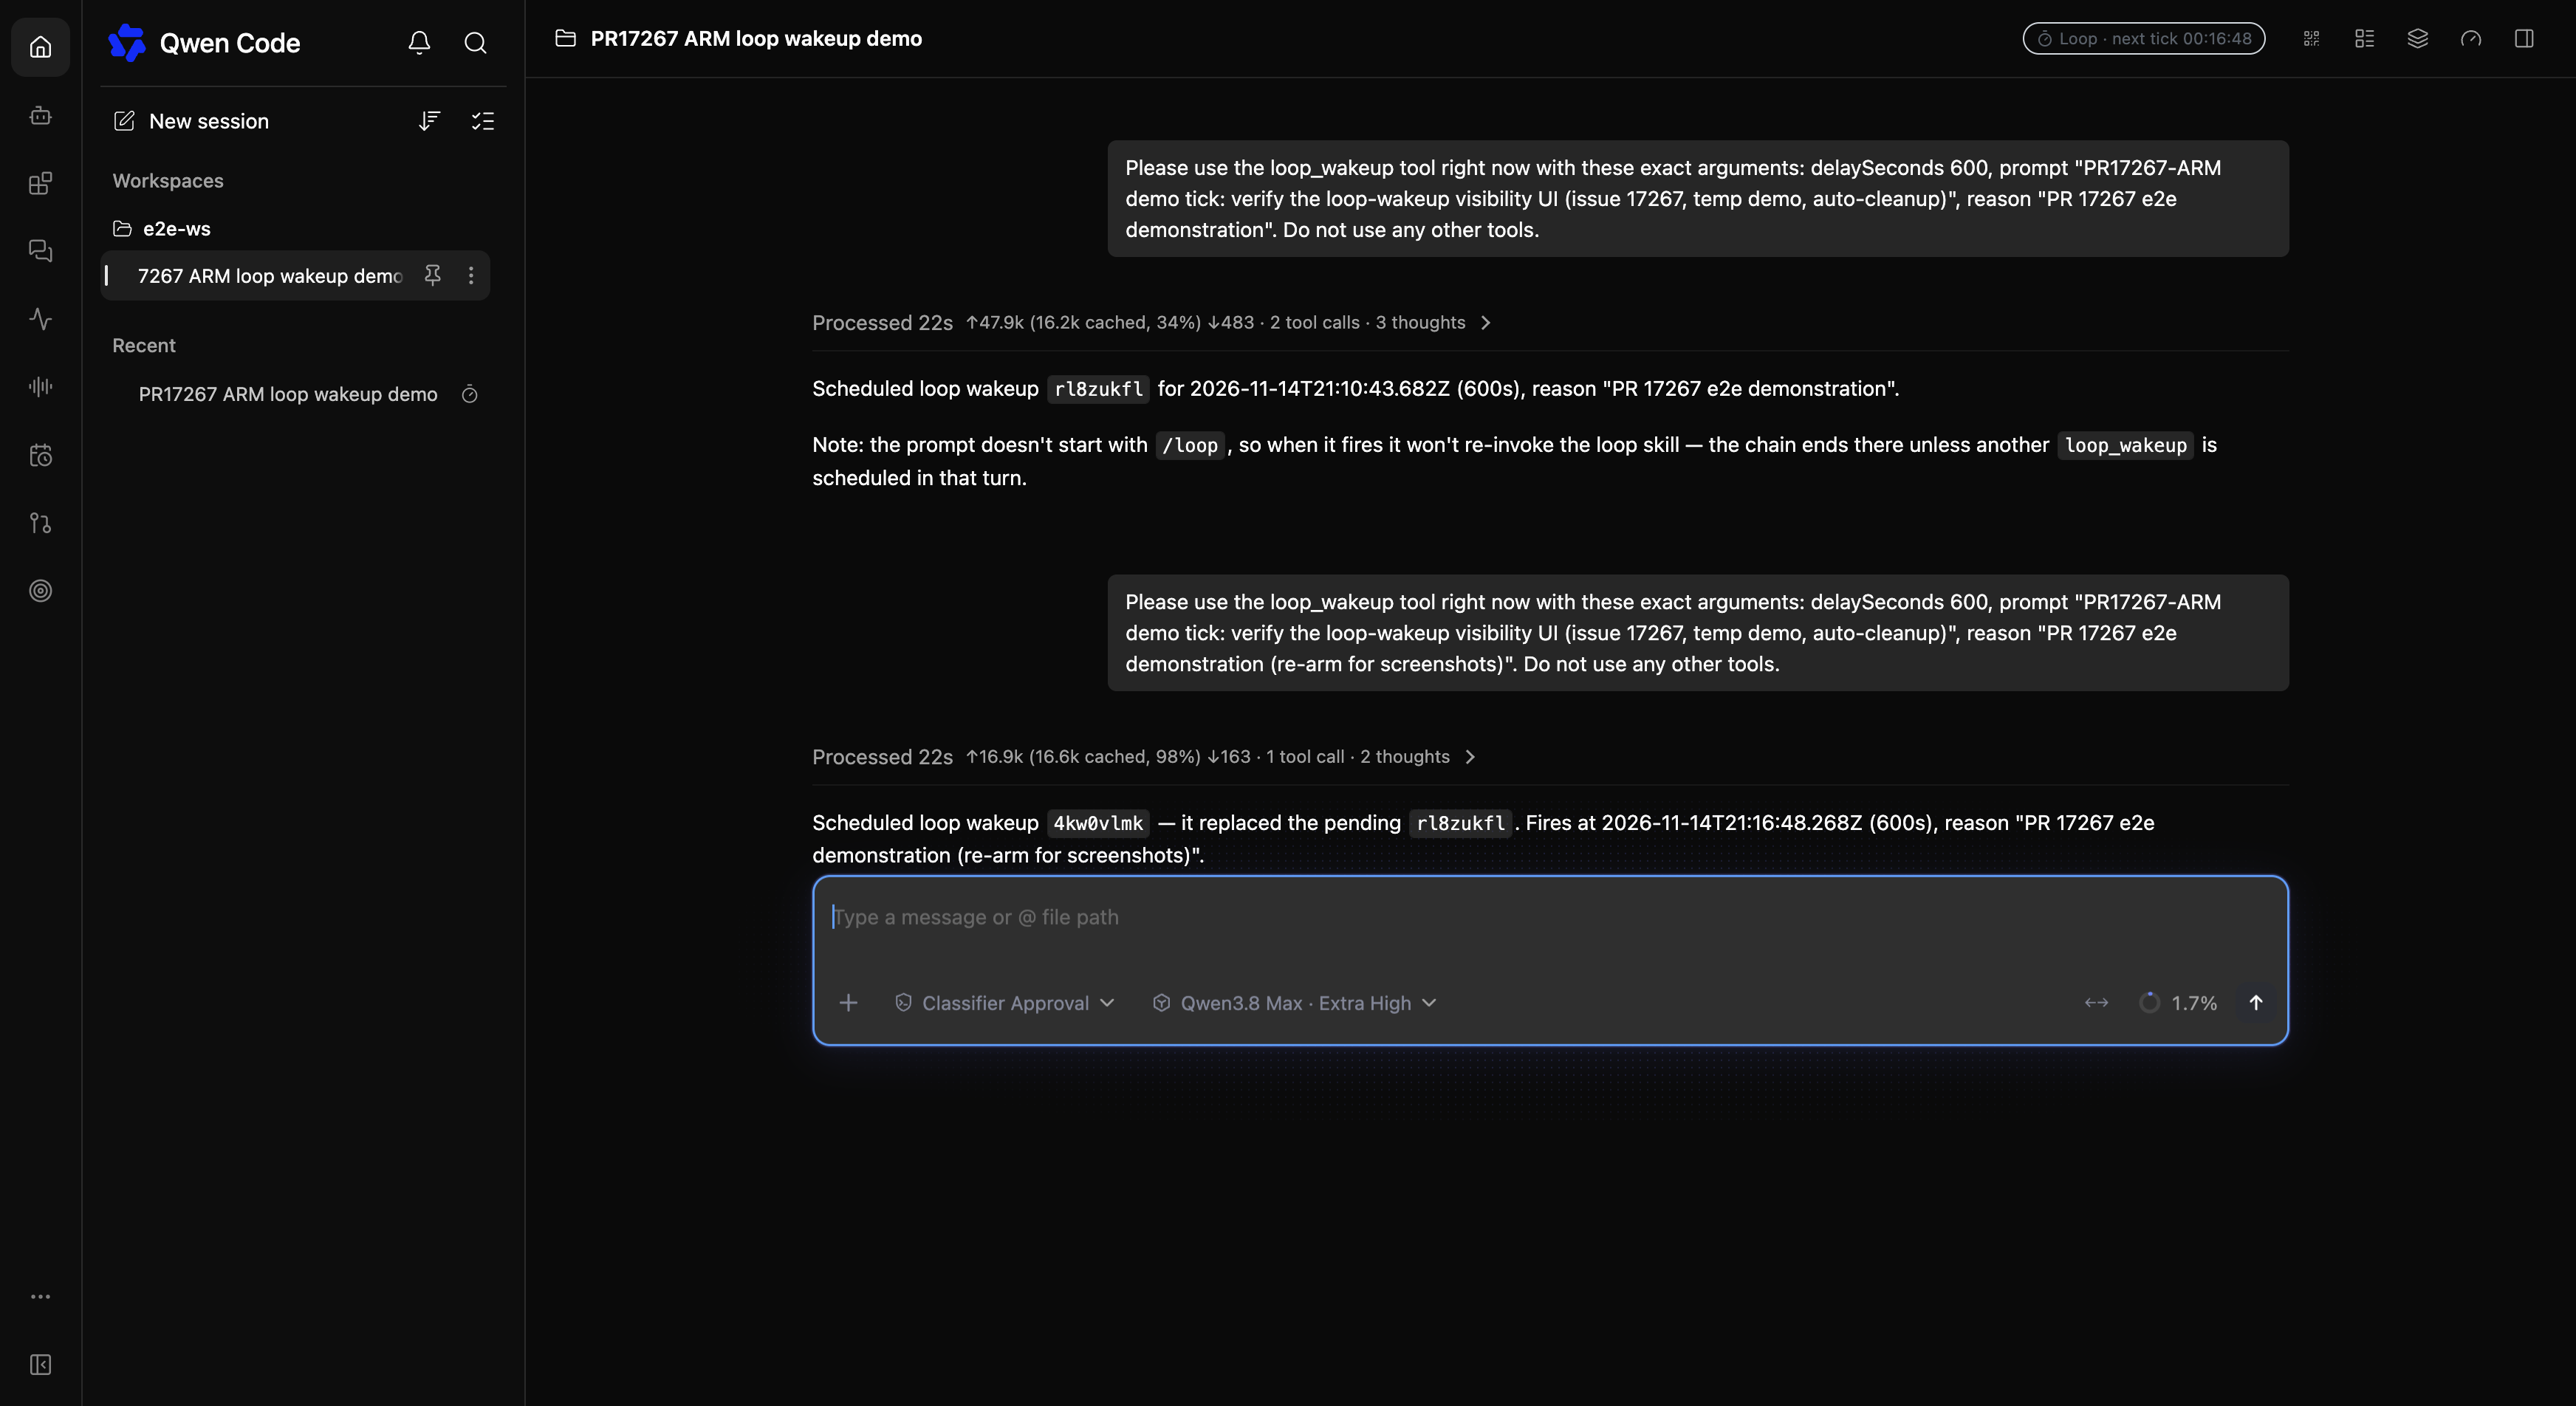 Qwen Code
New session
Workspaces
e2e-ws
7267 ARM loop wakeup demo
Recent
PR17267 ARM loop wakeup demo
PR17267 ARM loop wakeup demo
Loop · next tick 00:16:48
Please use the loop_wakeup tool right now with these exact arguments: delaySeconds 600, prompt "PR17267-ARM
demo tick: verify the loop-wakeup visibility UI (issue 17267, temp demo, auto-cleanup)", reason "PR 17267 e2e
demonstration". Do not use any other tools.
Processed 22s ↑47.9k (16.2k cached, 34%) ↓483 · 2 tool calls · 3 thoughts
Scheduled loop wakeup rl8zukfl for 2026-11-14T21:10:43.682Z (600s), reason "PR 17267 e2e demonstration".
Note: the prompt doesn't start with /loop, so when it fires it won't re-invoke the loop skill — the chain ends there unless another loop_wakeup is
scheduled in that turn.
Please use the loop_wakeup tool right now with these exact arguments: delaySeconds 600, prompt "PR17267-ARM
demo tick: verify the loop-wakeup visibility UI (issue 17267, temp demo, auto-cleanup)", reason "PR 17267 e2e
demonstration (re-arm for screenshots)". Do not use any other tools.
Processed 22s ↑16.9k (16.6k cached, 98%) ↓163 · 1 tool call · 2 thoughts
Scheduled loop wakeup 4kw0vlmk — it replaced the pending rl8zukfl. Fires at 2026-11-14T21:16:48.268Z (600s), reason "PR 17267 e2e
demonstration (re-arm for screenshots)".
Type a message or @ file path
Classifier Approval
Qwen3.8 Max · Extra High
1.7%